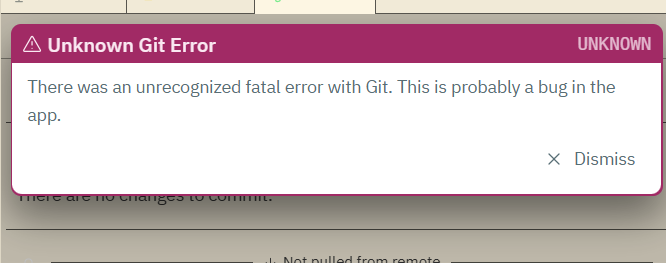 Unknown Git Error
UNKNOWN
There was an unrecognized fatal error with Git. This is probably a bug in the
app.
Dismiss
There are no changes to commit.
Not pulled from remote